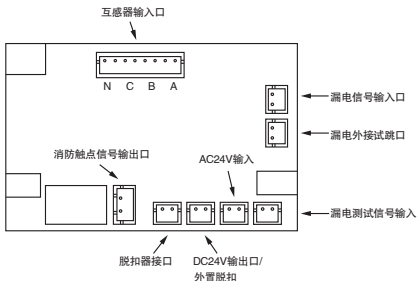 互感器输入口
N C B A
漏电信号输入口
漏电外接试跳口
消防触点信号输出口
AC24V输入
漏电测试信号输入
脱扣器接口
DC24V输出口/
外置脱扣